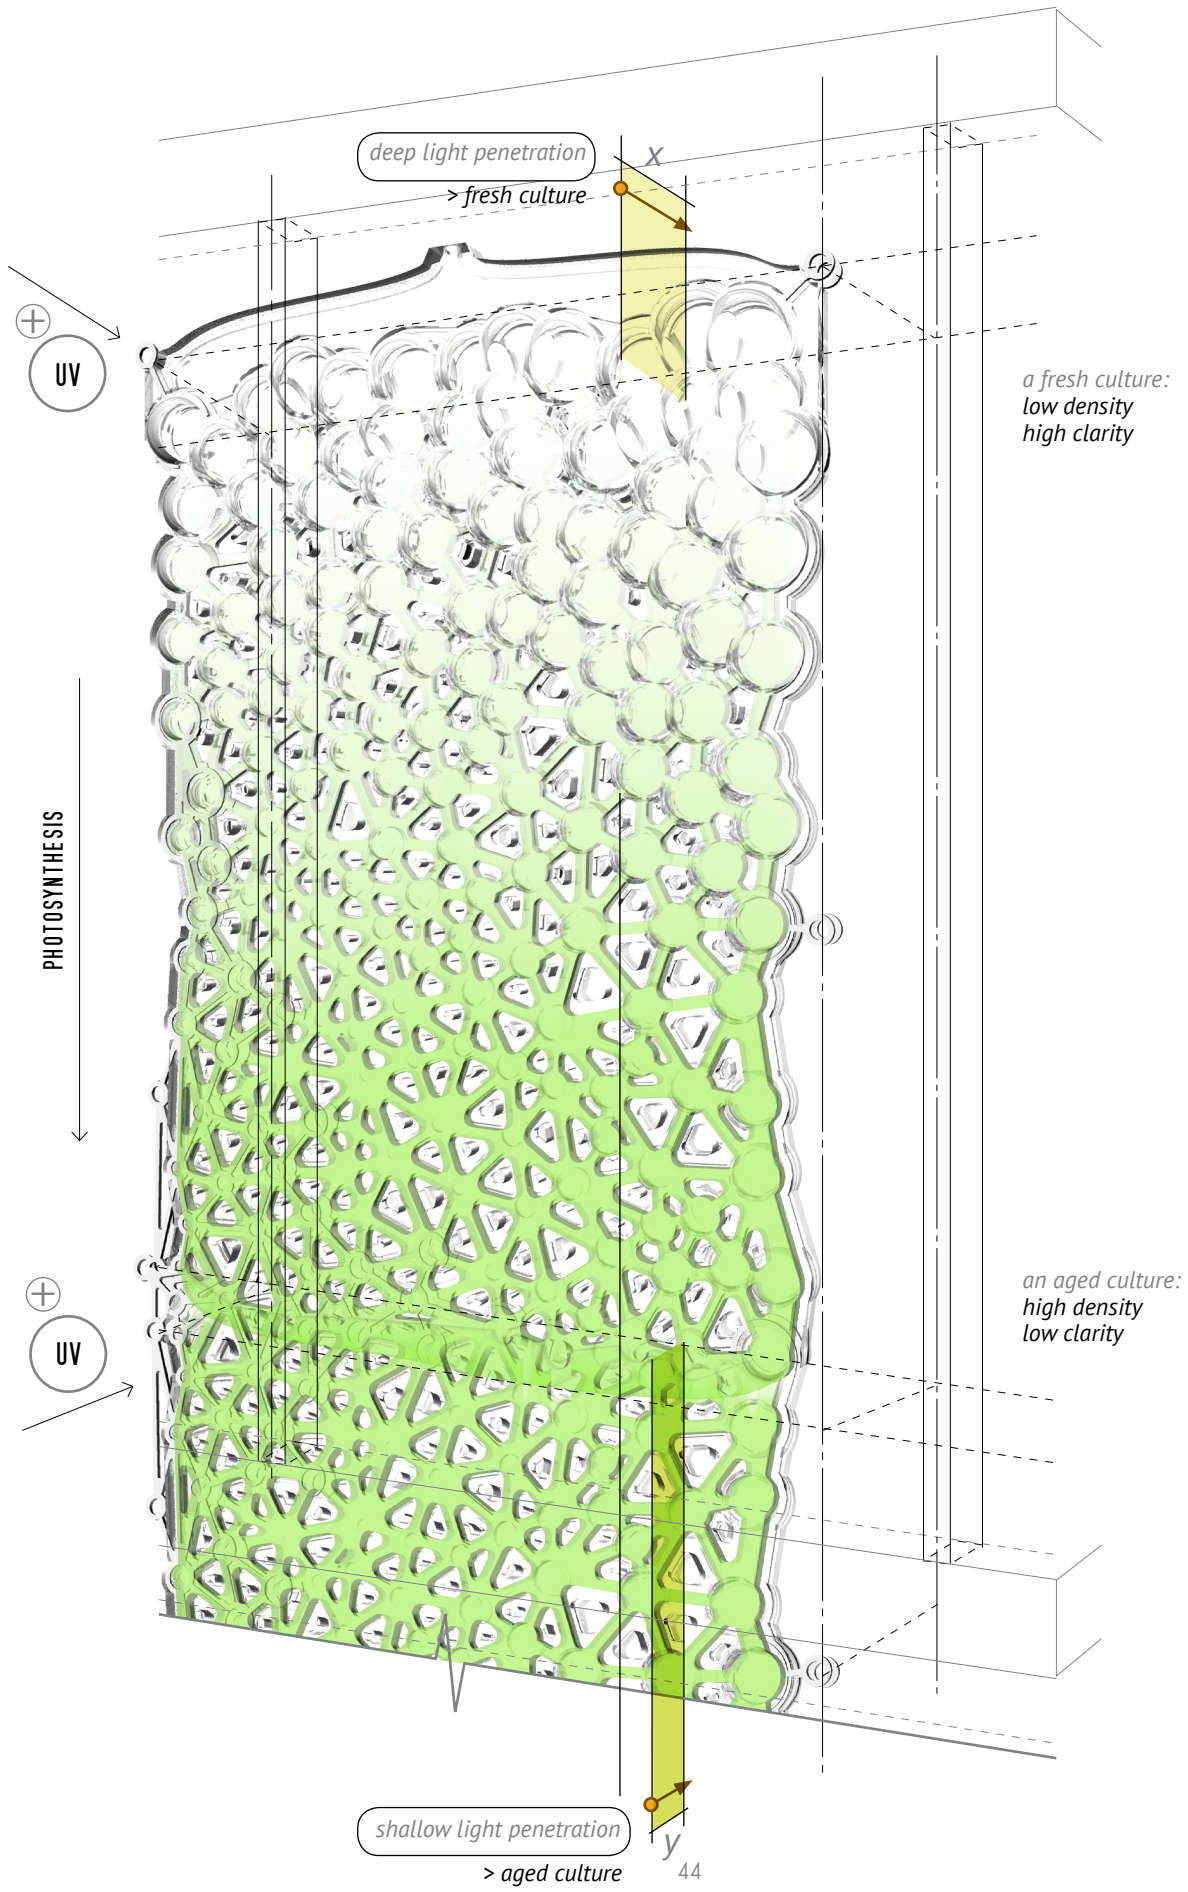 deep light penetration
> fresh culture
x
+
UV
a fresh culture:
low density
high clarity
PHOTOSYNTHESIS
+
UV
an aged culture:
high density
low clarity
shallow light penetration
> aged culture
y
44